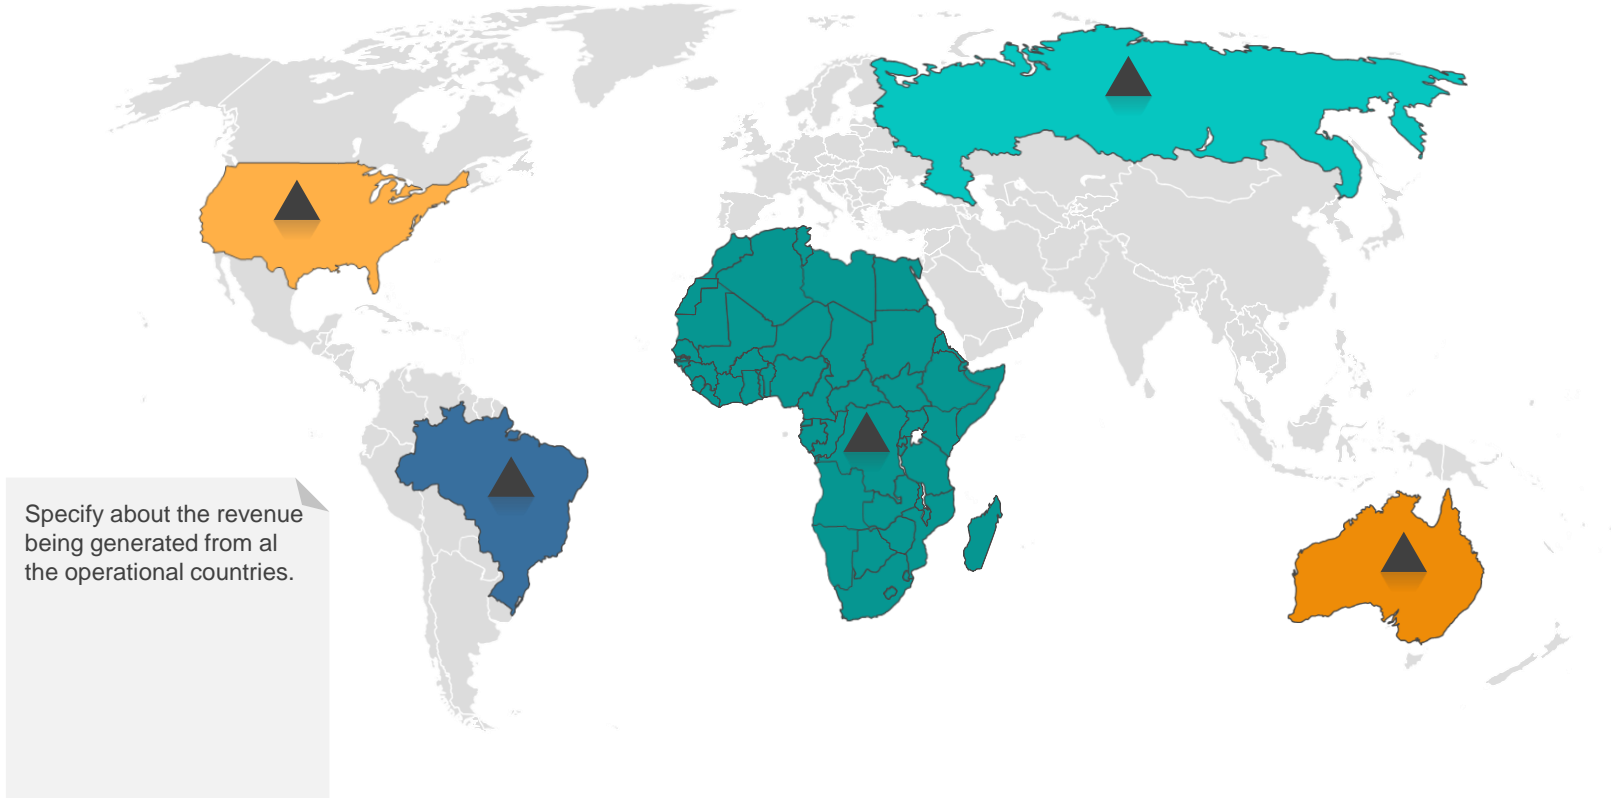 Specify about the revenue
being generated from al
the operational countries.